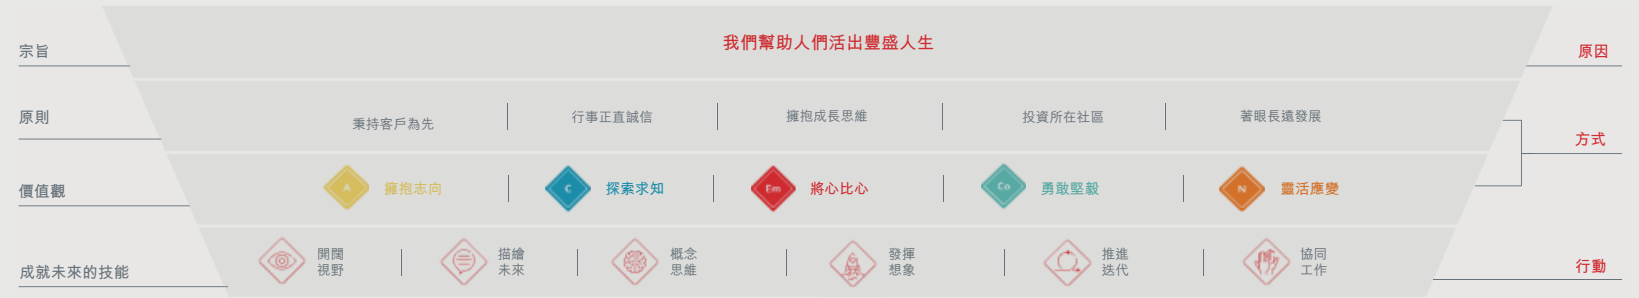 宗旨
我們幫助人們活出豐盛人生
原因
原則
秉持客戶為先
行事正直誠信
擁抱成長思維
投資所在社區
著眼長遠發展
方式
價值觀
A
擁抱志向
C
探索求知
Em
將心比心
Co
勇敢堅毅
N
靈活應變
成就未來的技能
開闊
視野
描繪
未來
概念
思維
發揮
想象
推進
迭代
協同
工作
行動